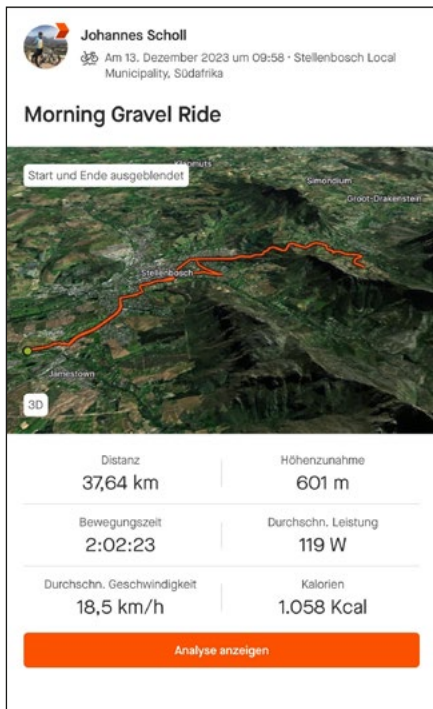 Johannes Scholl
Am 13. Dezember 2023 um 09:58 · Stellenbosch Local
Municipality, Südafrika
Morning Gravel Ride
Start und Ende ausgeblendet
Simondium
Groot-Drakenstein
Stellenbosch
Jamestown
3D
Distanz
37,64 km
Höhenzunahme
601 m
Bewegungszeit
2:02:23
Durchschn. Leistung
119 W
Durchschn. Geschwindigkeit
18,5 km/h
Kalorien
1.058 Kcal
Analyse anzeigen